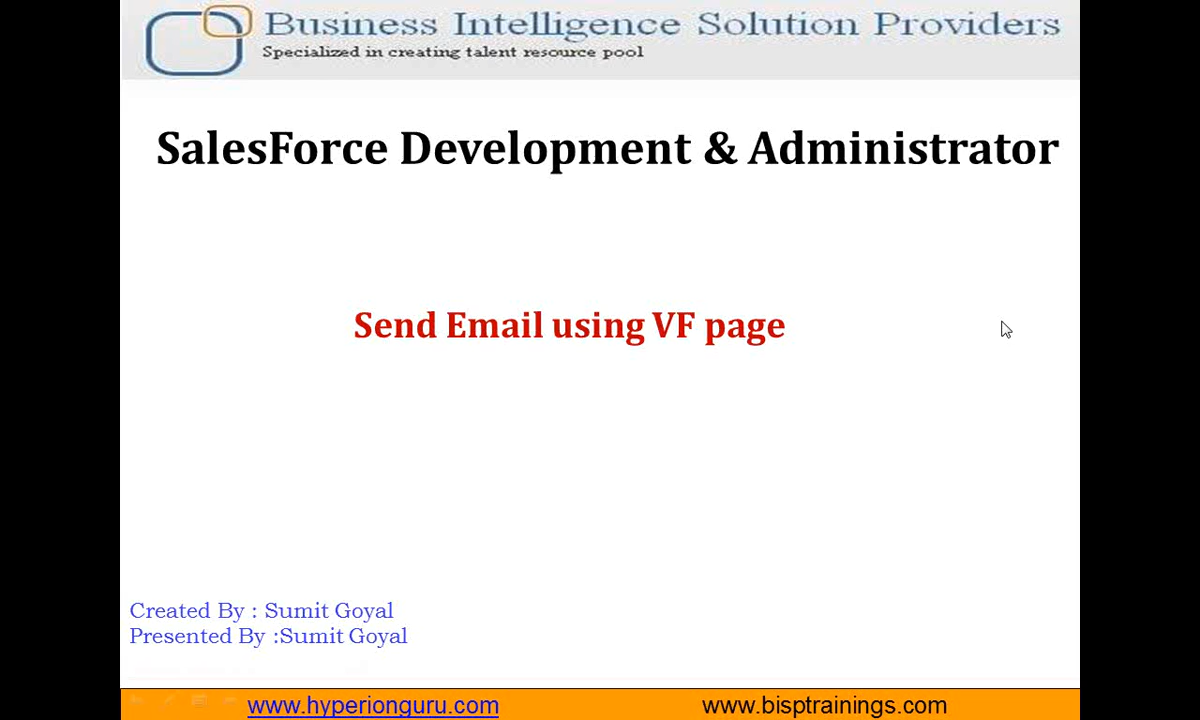 Business Intelligence Solution Providers
Specialized in creating talent resource pool
SalesForce Development & Administrator
Send Email using VF page
Created By : Sumit Goyal
Presented By :Sumit Goyal
www.hyperionguru.com www.bisptrainings.com